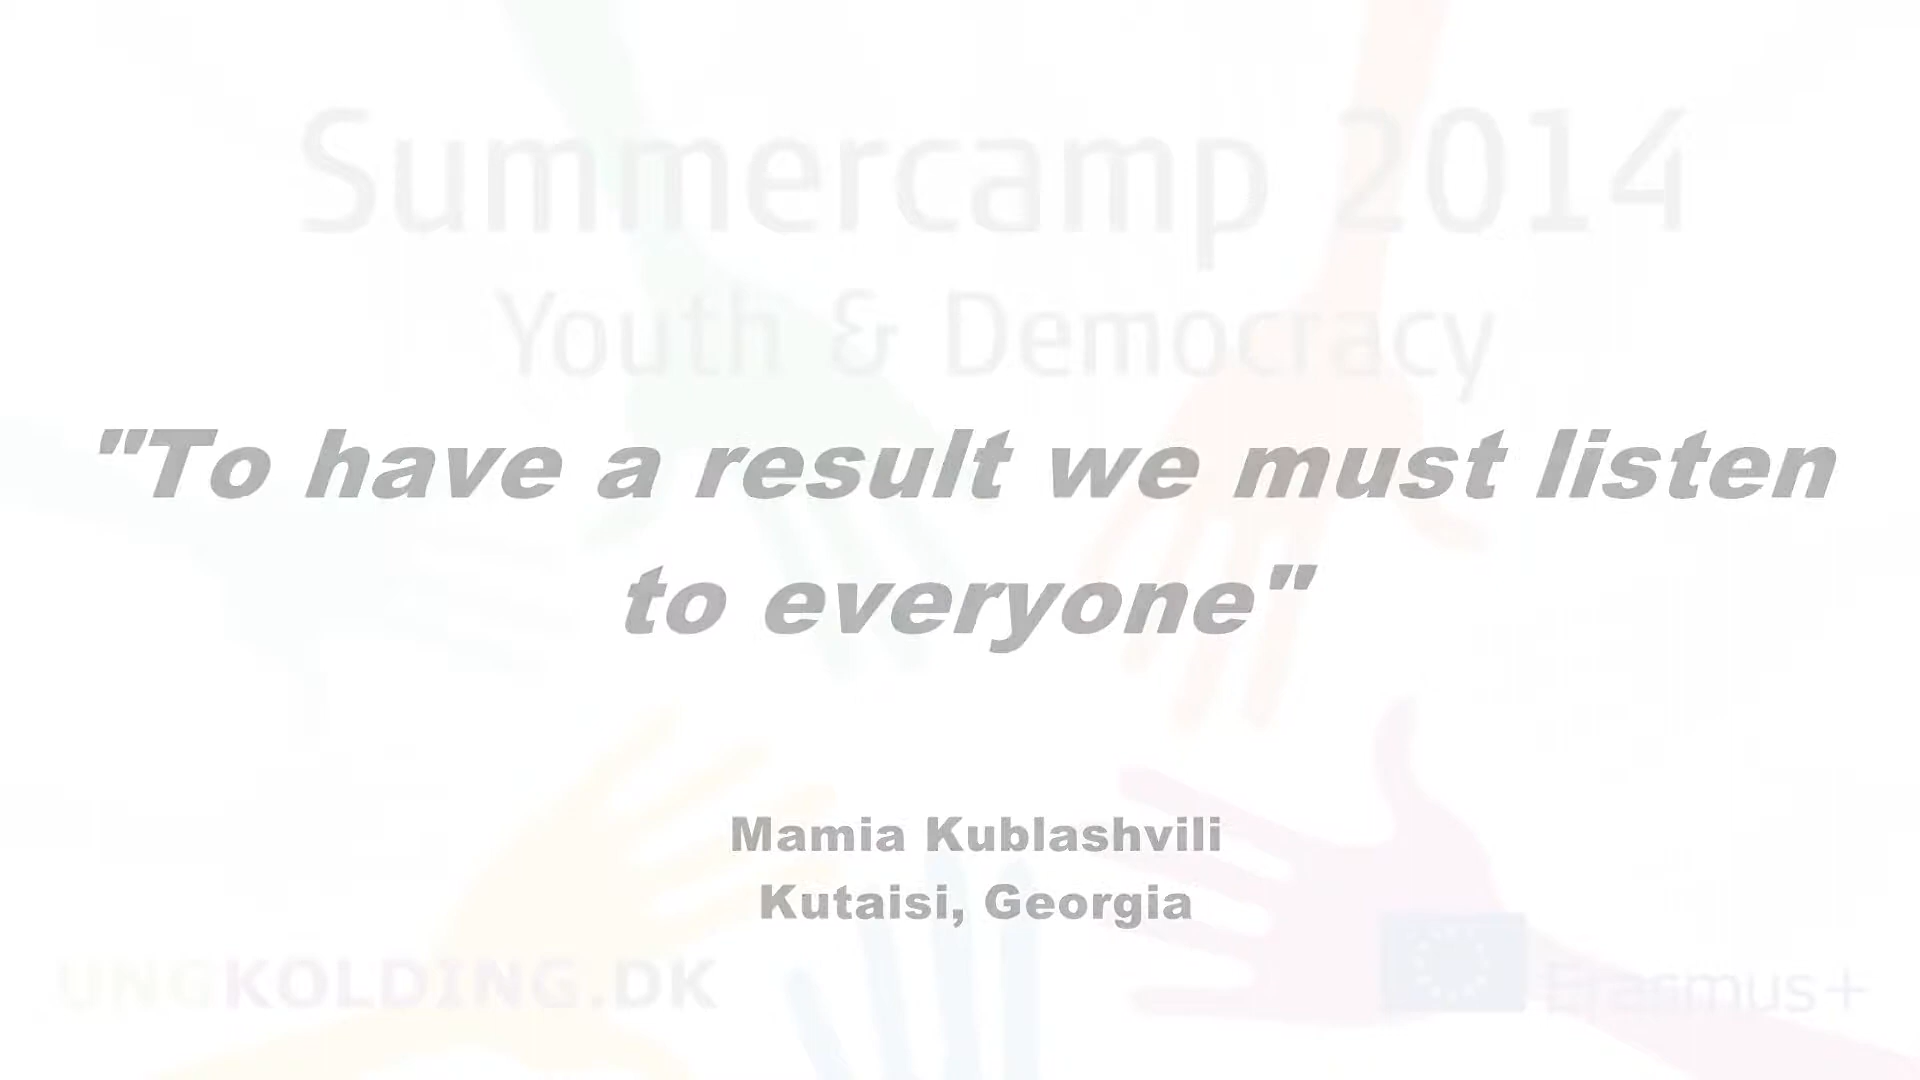 Summercamp 2014
Youth & Democracy
"To have a result we must listen
to everyone"
Mamia Kublashvili
Kutaisi, Georgia
UNGKOLDING.DK
Erasmus+